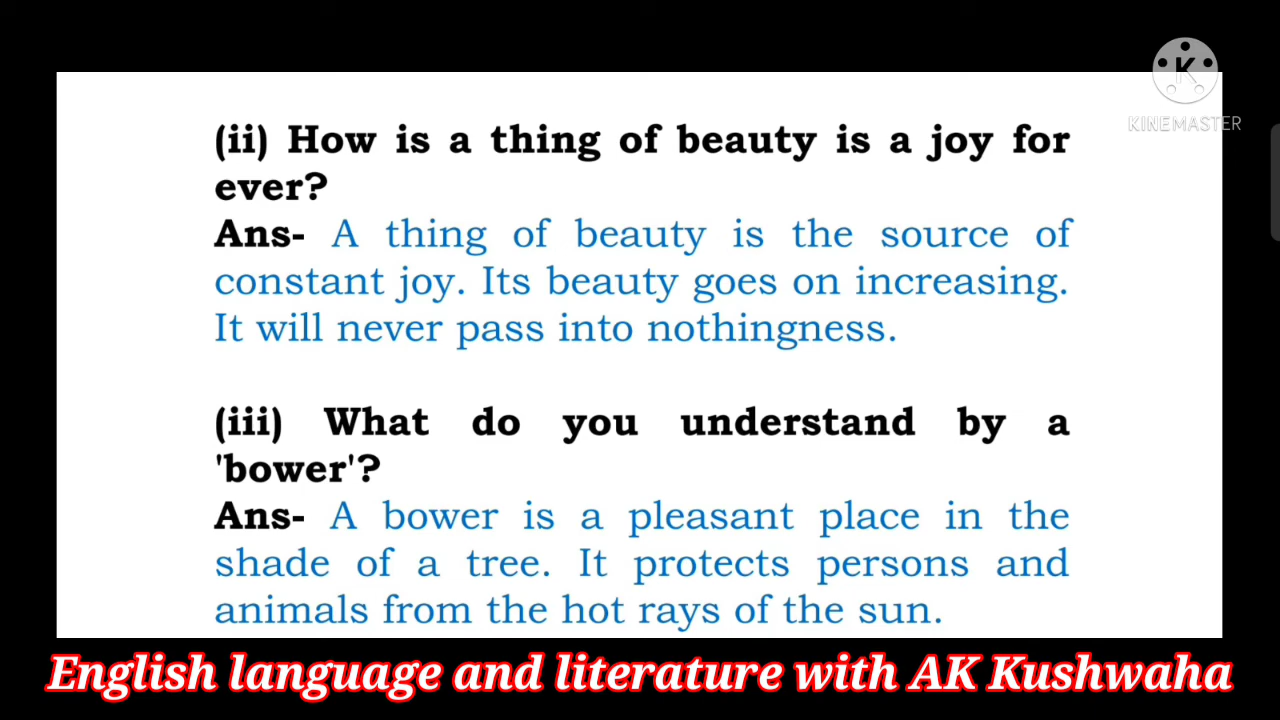 K
KINEMASTER
(ii) How is a thing of beauty is a joy for
ever?
Ans- A thing of beauty is the source of
constant joy. Its beauty goes on increasing.
It will never pass into nothingness.
(iii) What do you understand by a
'bower'?
Ans- A bower is a pleasant place in the
shade of a tree. It protects persons and
animals from the hot rays of the sun.
English language and literature with AK Kushwaha